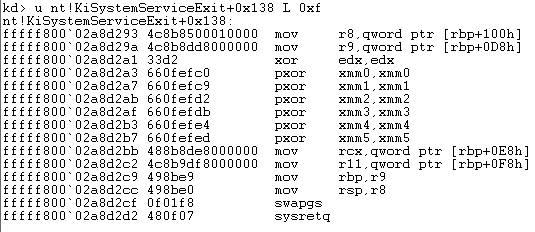 kd> u nt!KiSystemServiceExit+0x138 L 0xf
nt!KiSystemServiceExit+0x138:
fffff800`02a8d293 4c8b8500010000  mov     r8,qword ptr [rbp+100h]
fffff800`02a8d29a 4c8b8dd8000000  mov     r9,qword ptr [rbp+0D8h]
fffff800`02a8d2a1 33d2            xor     edx,edx
fffff800`02a8d2a3 660fefc0        pxor    xmm0,xmm0
fffff800`02a8d2a7 660fefc9        pxor    xmm1,xmm1
fffff800`02a8d2ab 660fefd2        pxor    xmm2,xmm2
fffff800`02a8d2af 660fefdb        pxor    xmm3,xmm3
fffff800`02a8d2b3 660fefe4        pxor    xmm4,xmm4
fffff800`02a8d2b7 660fefed        pxor    xmm5,xmm5
fffff800`02a8d2bb 488b8de8000000  mov     rcx,qword ptr [rbp+0E8h]
fffff800`02a8d2c2 4c8b9df8000000  mov     r11,qword ptr [rbp+0F8h]
fffff800`02a8d2c9 498be9          mov     rbp,r9
fffff800`02a8d2cc 498be0          mov     rsp,r8
fffff800`02a8d2cf 0f01f8          swapgs
fffff800`02a8d2d2 480f07          sysretq